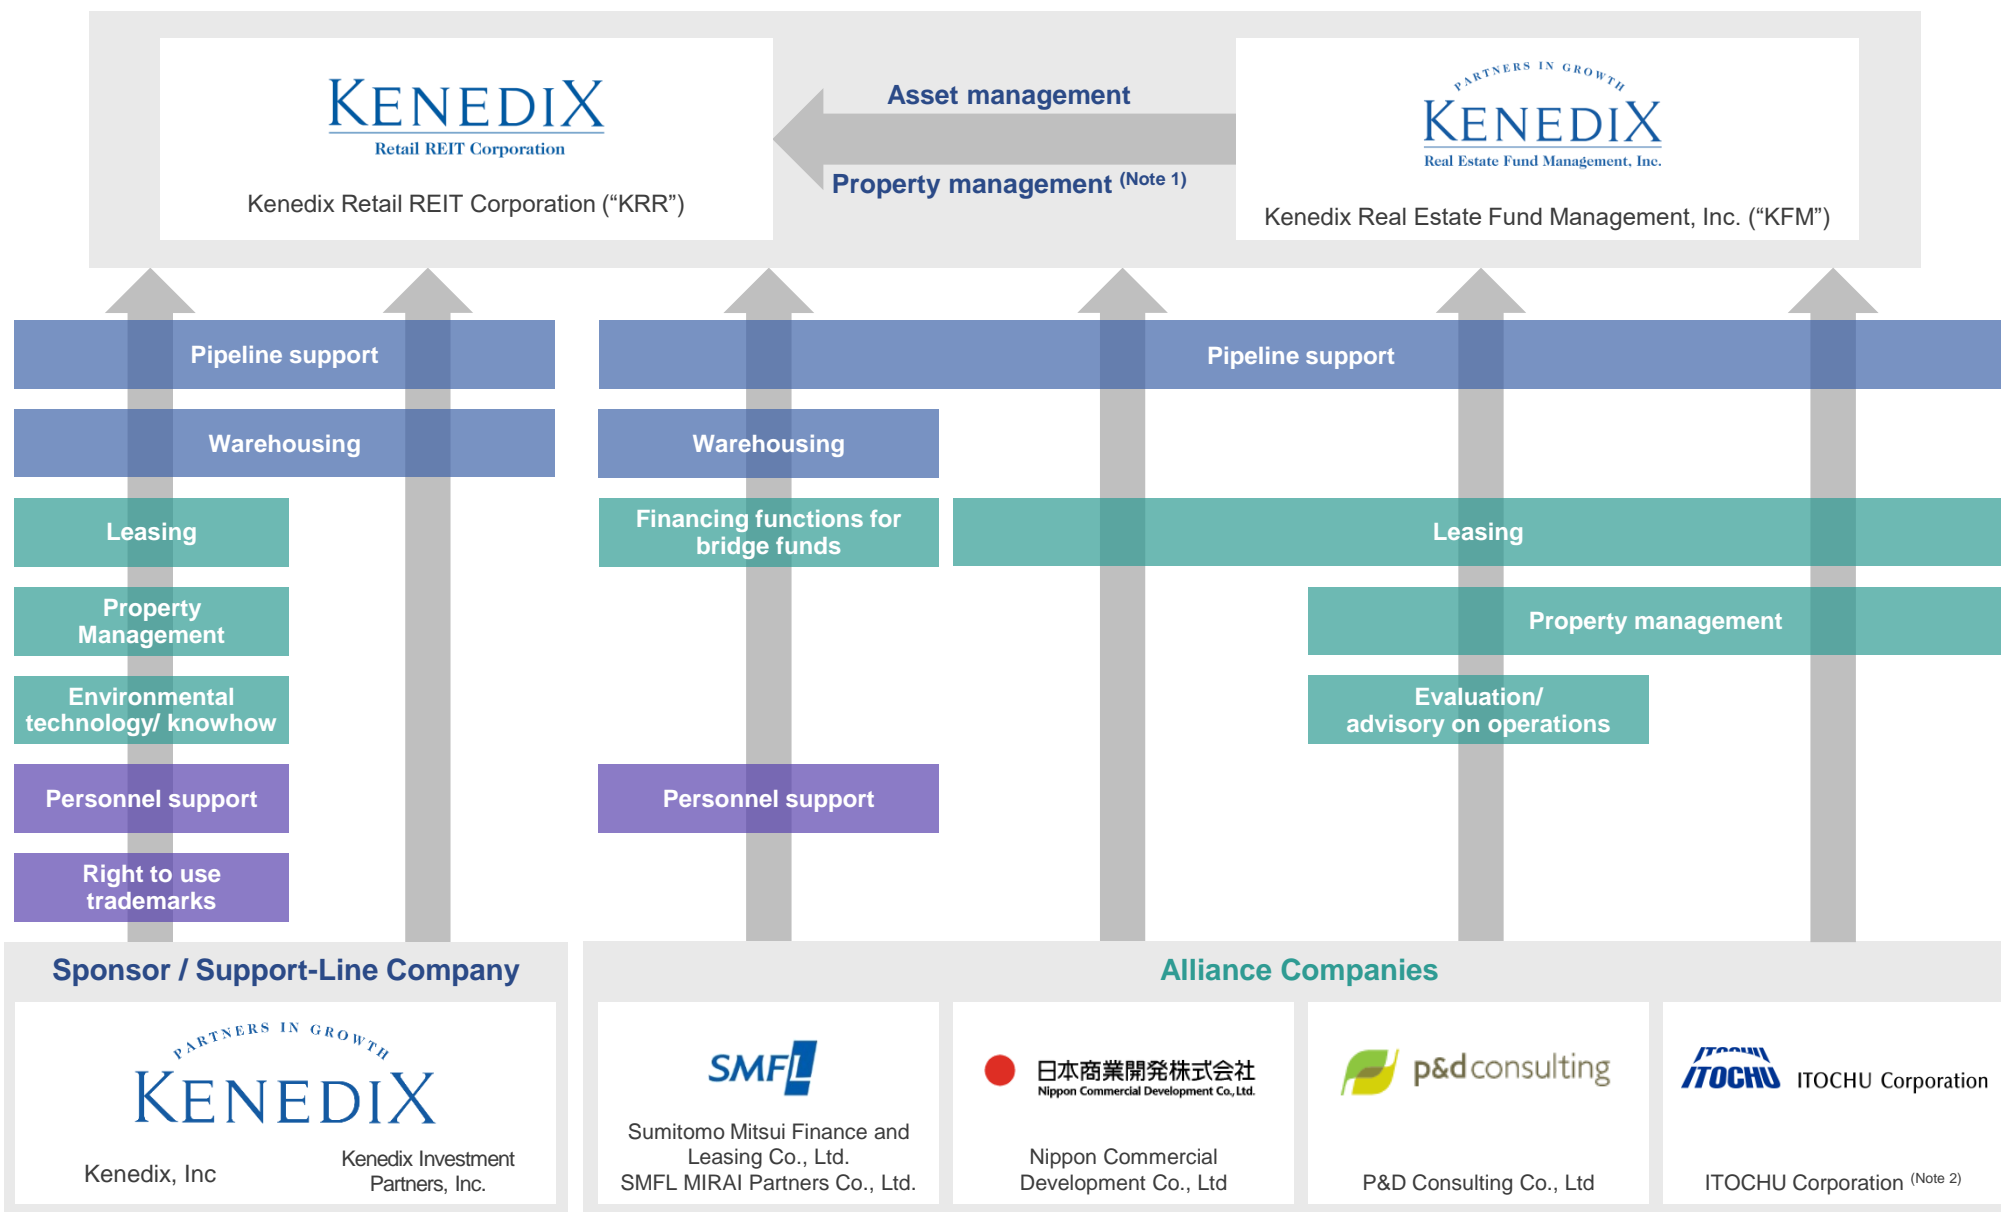 KENEDIX
Retail REIT Corporation
Kenedix Retail REIT Corporation (“KRR”)
Asset management
Property management (Note 1)
PARTNERS IN GROWTH
KENEDIX
Real Estate Fund Management, Inc.
Kenedix Real Estate Fund Management, Inc. (“KFM”)
Pipeline support
Pipeline support
Warehousing
Warehousing
Leasing
Financing functions for
bridge funds
Leasing
Property
Management
Property management
Environmental
technology/ knowhow
Evaluation/
advisory on operations
Personnel support
Personnel support
Right to use
trademarks
Sponsor / Support-Line Company
PARTNERS IN GROWTH
KENEDIX
Kenedix, Inc
Kenedix Investment
Partners, Inc.
Alliance Companies
SMFL
Sumitomo Mitsui Finance and
Leasing Co., Ltd.
SMFL MIRAI Partners Co., Ltd.
日本商業開発株式会社
Nippon Commercial Development Co., Ltd.
Nippon Commercial
Development Co., Ltd
p&d consulting
P&D Consulting Co., Ltd
ITOCHU
ITOCHU
ITOCHU Corporation
ITOCHU Corporation (Note 2)